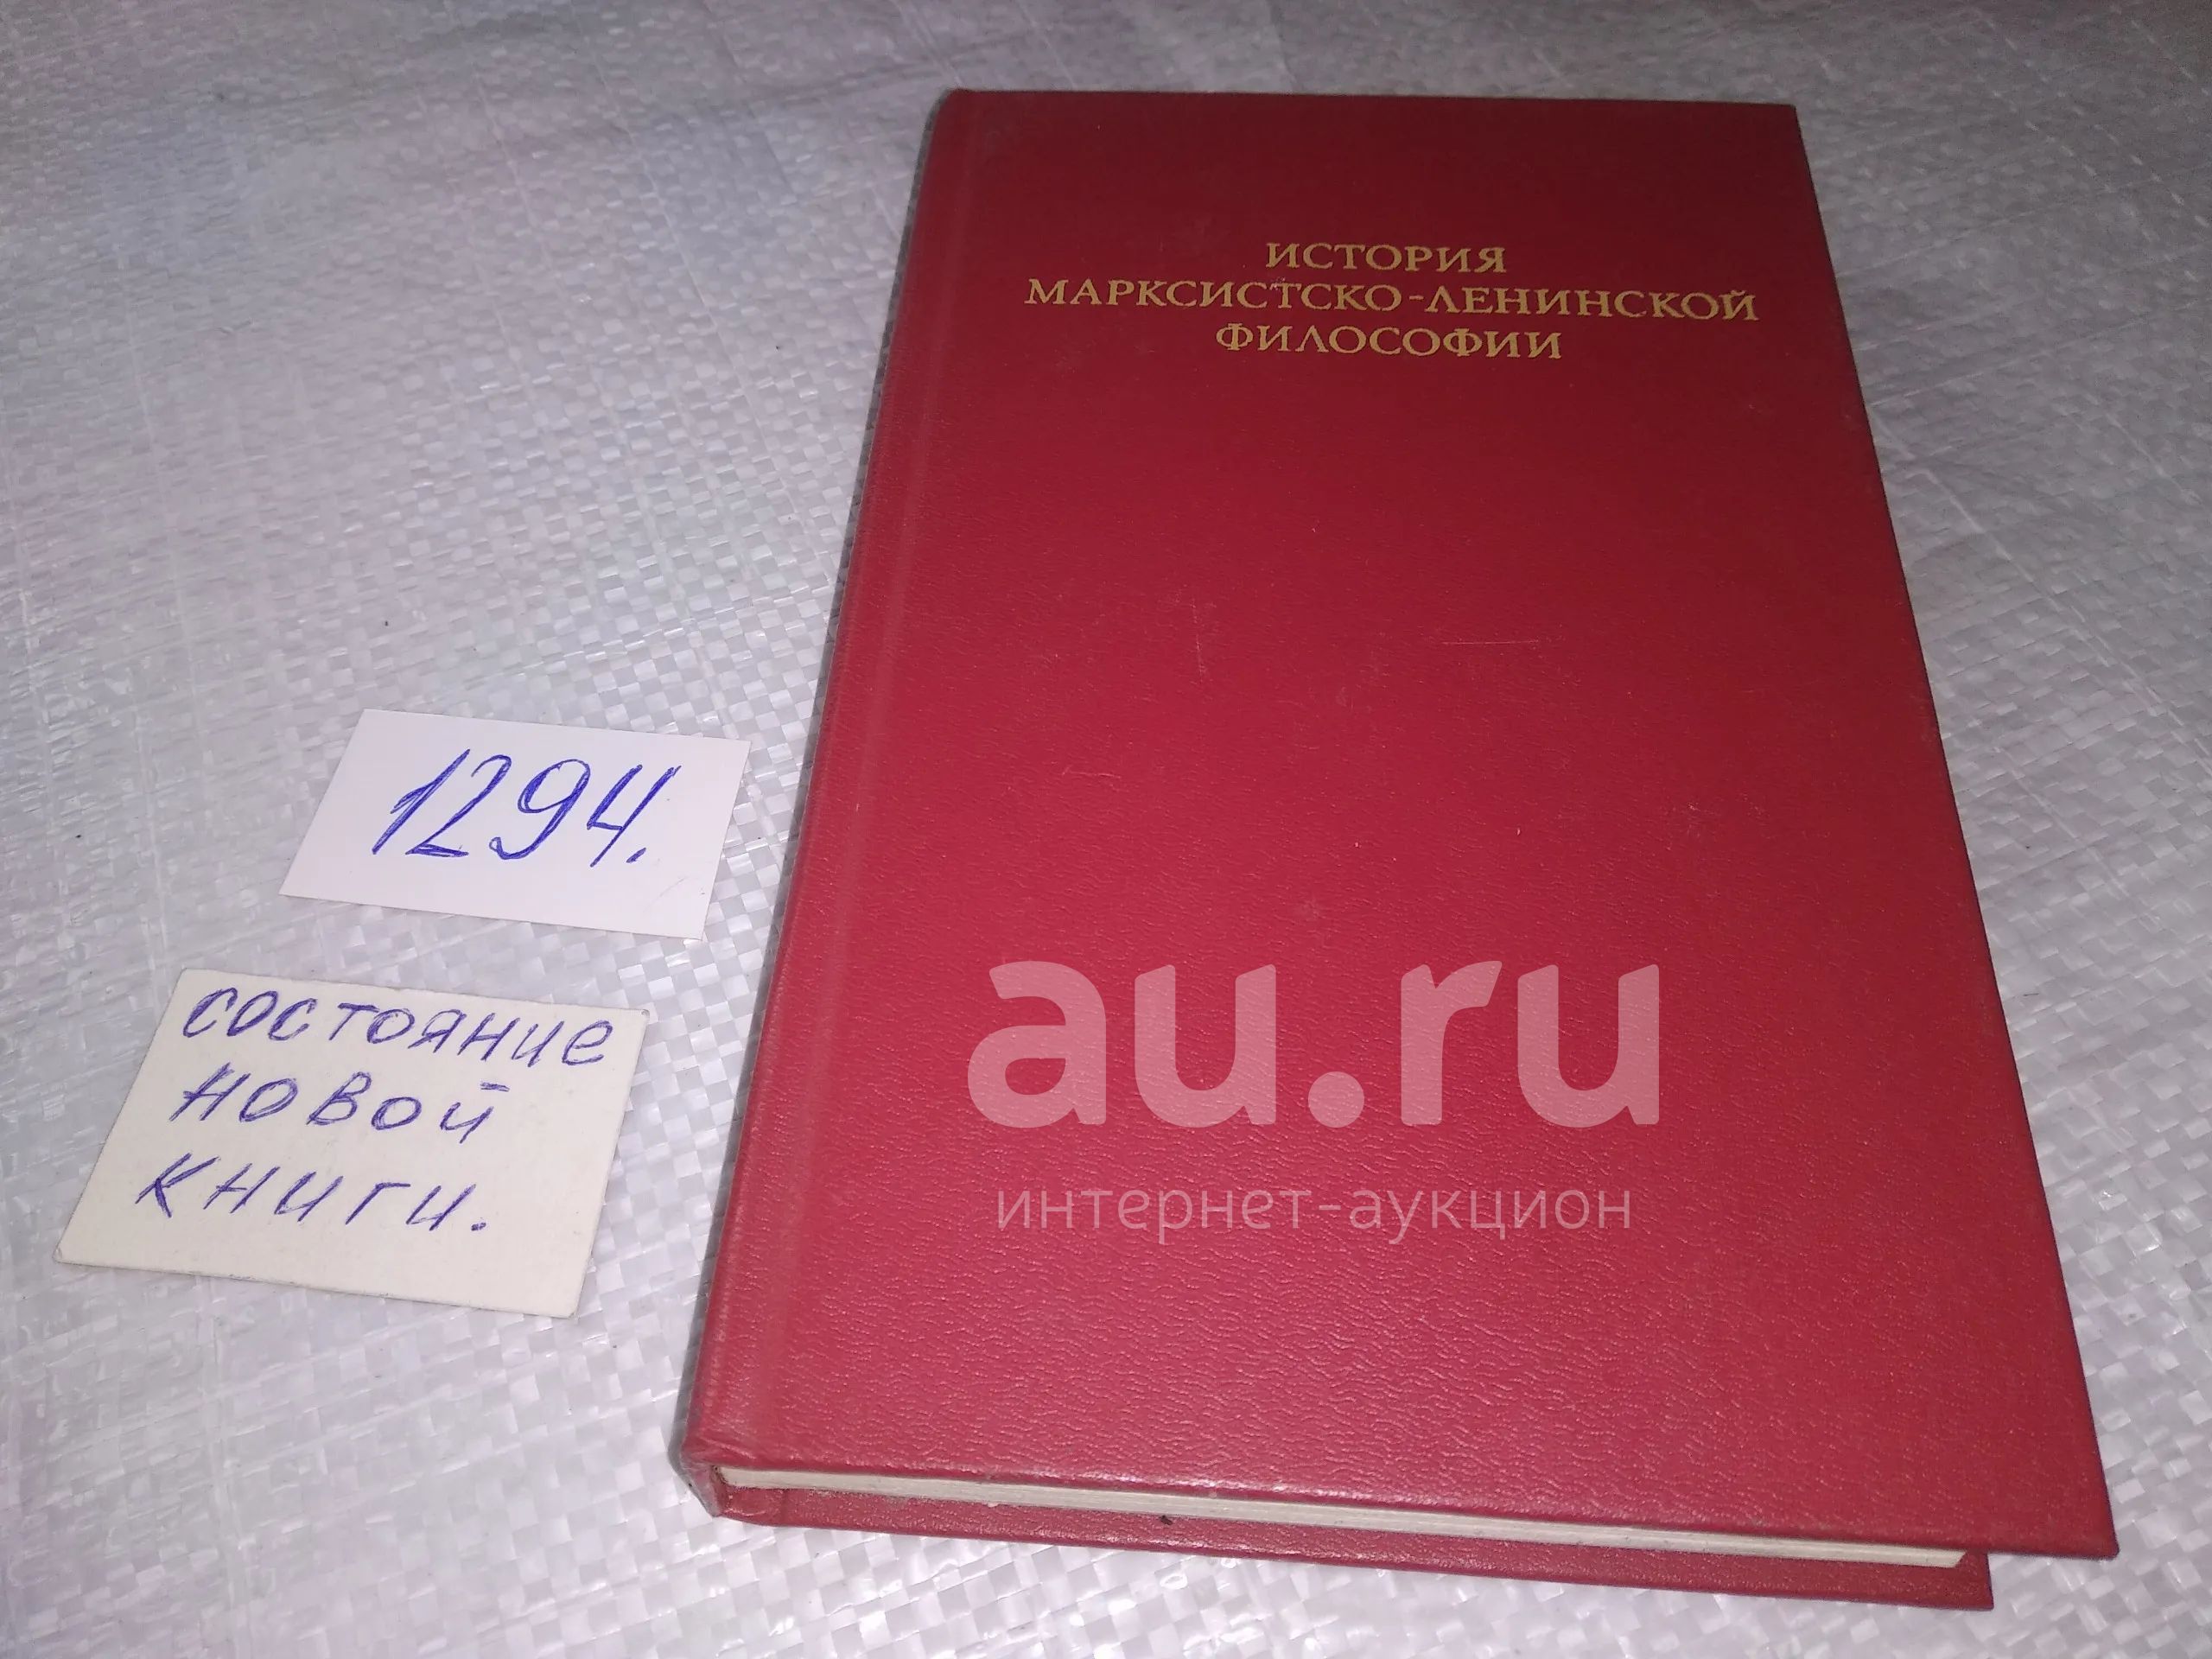 ИСТОРИЯ
МАРКСИСТСКО-ЛЕНИНСКОЙ
ФИЛОСОФИИ
1294.
состояние
новой
книги.
au.ru
интернет-аукцион